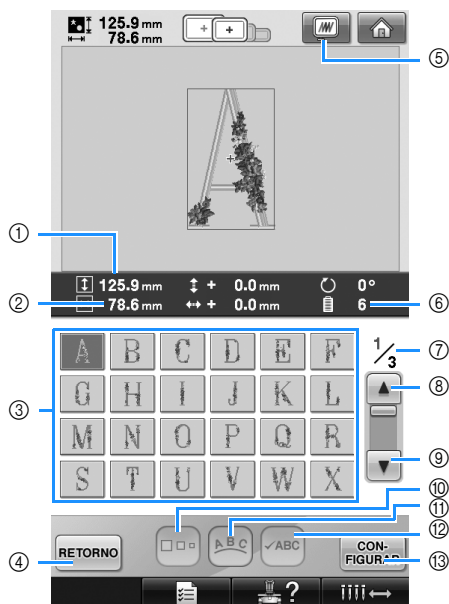 125.9 mm
78.6 mm
⑤
①
125.9 mm + 0.0 mm 0°
② 78.6 mm + 0.0 mm 6 ⑥
A B C D E F 1/3 ⑦
⑧
③ G H I J K L
M N O P Q R ⑨
S T U V W X ⑩
⑪
⑫
④ RETORNO A B C ✓ABC CON-
FIGURAR ⑬
?